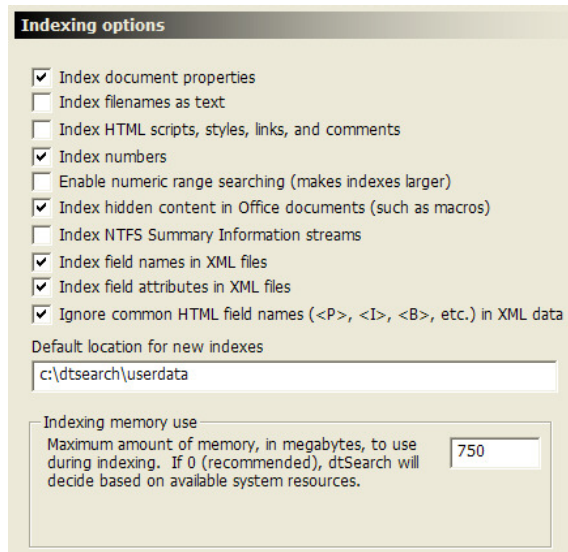 Indexing options
Index document properties
Index filenames as text
Index HTML scripts, styles, links, and comments
Index numbers
Enable numeric range searching (makes indexes larger)
Index hidden content in Office documents (such as macros)
Index NTFS Summary Information streams
Index field names in XML files
Index field attributes in XML files
Ignore common HTML field names (<P>, <I>, <B>, etc.) in XML data
Default location for new indexes
c:\dtsearch\userdata
Indexing memory use
Maximum amount of memory, in megabytes, to use
during indexing.  If 0 (recommended), dtSearch will
decide based on available system resources.
750